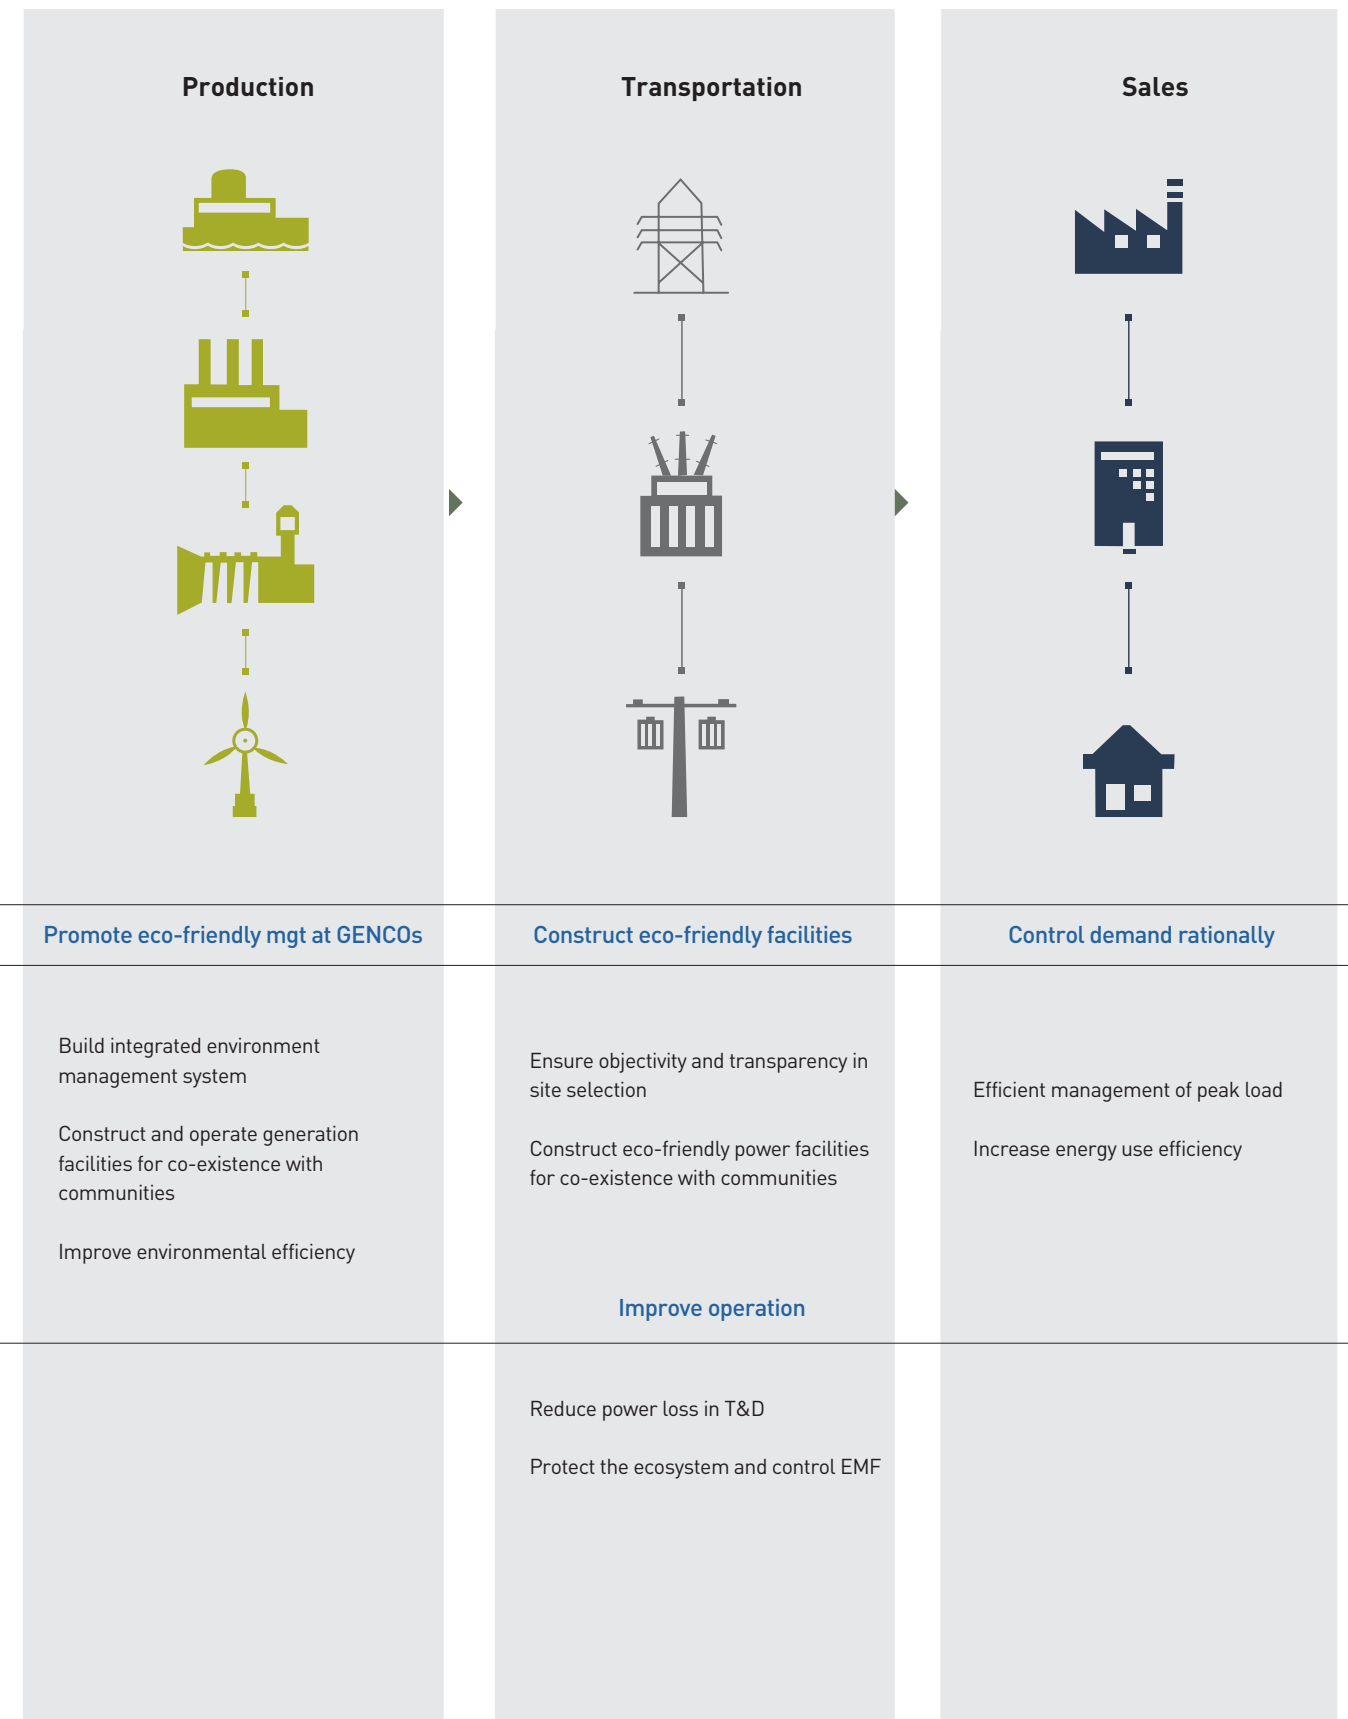 Production
Transportation
Sales
Promote eco-friendly mgt at GENCOs
Construct eco-friendly facilities
Control demand rationally
Build integrated environment
management system
Construct and operate generation
facilities for co-existence with
communities
Improve environmental efficiency
Ensure objectivity and transparency in
site selection
Construct eco-friendly power facilities
for co-existence with communities
Efficient management of peak load
Increase energy use efficiency
Improve operation
Reduce power loss in T&D
Protect the ecosystem and control EMF